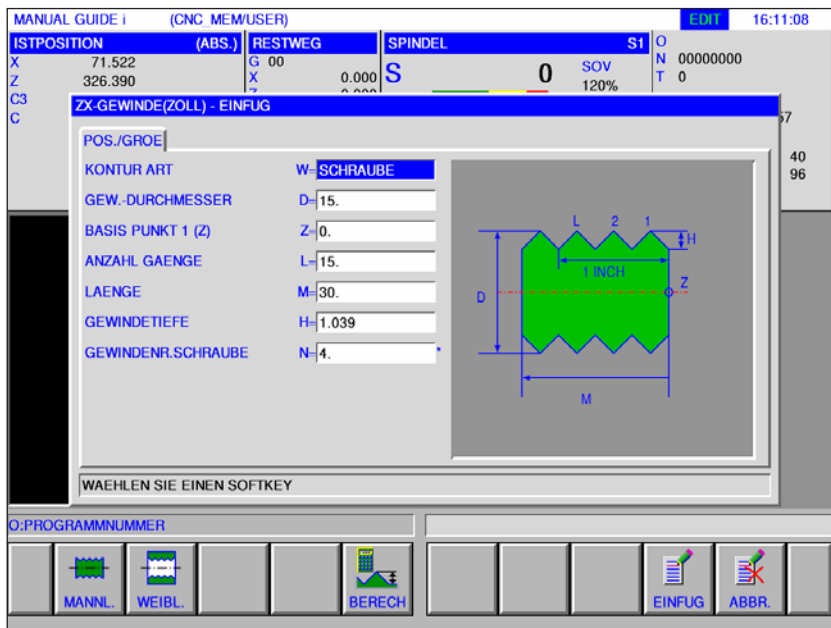 MANUAL GUIDE i (CNC_MEM/USER) EDIT 16:11:08
ISTPOSITION (ABS.) RESTWEG SPINDEL S1 O
X 71.522 G 00 S 0 SOV N 00000000
Z 326.390 X 0.000 120% T 0
C3
C
40
96
ZX-GEWINDE(ZOLL) - EINFUG
POS./GROE
KONTUR ART W=SCHRAUBE
GEW.-DURCHMESSER D=15.
BASIS PUNKT 1 (Z) Z=0.
ANZAHL GAENGE L=15.
LAENGE M=30.
GEWINDETIEFE H=1.039
GEWINDENR.SCHRAUBE N=4. *
L 2 1
H
1 INCH
Z
D
M
WAEHLEN SIE EINEN SOFTKEY
O:PROGRAMMNUMMER
MANNL. WEIBL. BERECH EINFUG ABBR.